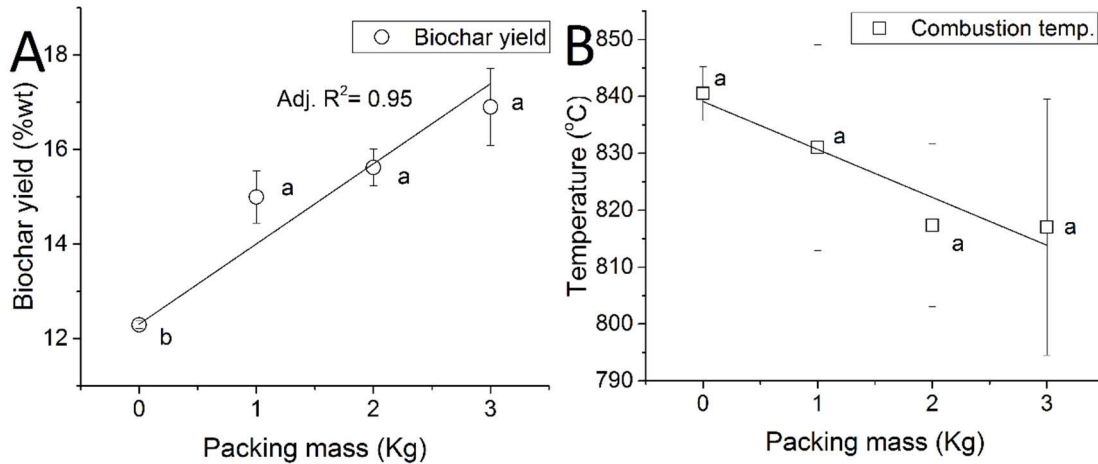 A
Biochar yield
Adj. R²= 0.95
18
16
14
12
a
a
a
b
0
1
2
3
Biochar yield (%wt)
Packing mass (Kg)
B
Combustion temp.
850
840
830
820
810
800
790
a
a
a
a
0
1
2
3
Temperature (°C)
Packing mass (Kg)